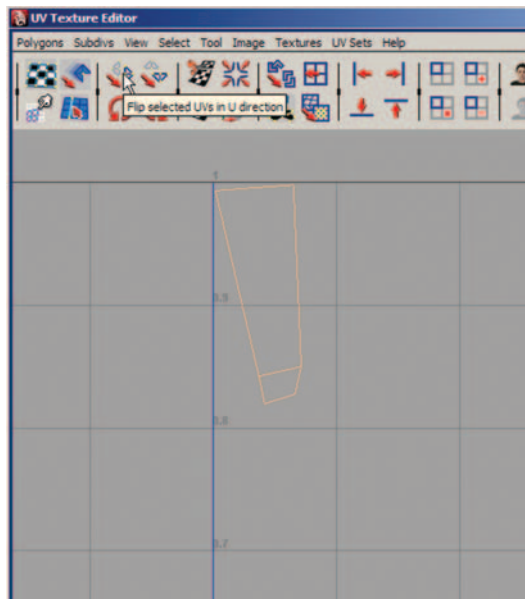 UV Texture Editor
Polygons Subdivs View Select Tool Image Textures UV Sets Help
Flip selected UVs in U direction
1
0.9
0.8
0.7